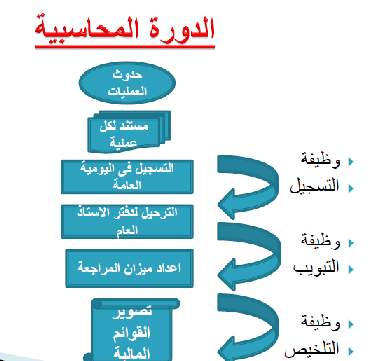 الدورة المحاسبية
حدوث
العمليات
مستند لكل
عملية
التسجيل في اليومية
العامة
الترحيل لدفتر الأستاذ
العام
اعداد ميزان المراجعة
تصوير
القوائم
المالية
وظيفة
التسجيل
وظيفة
التبويب
وظيفة
التلخيص